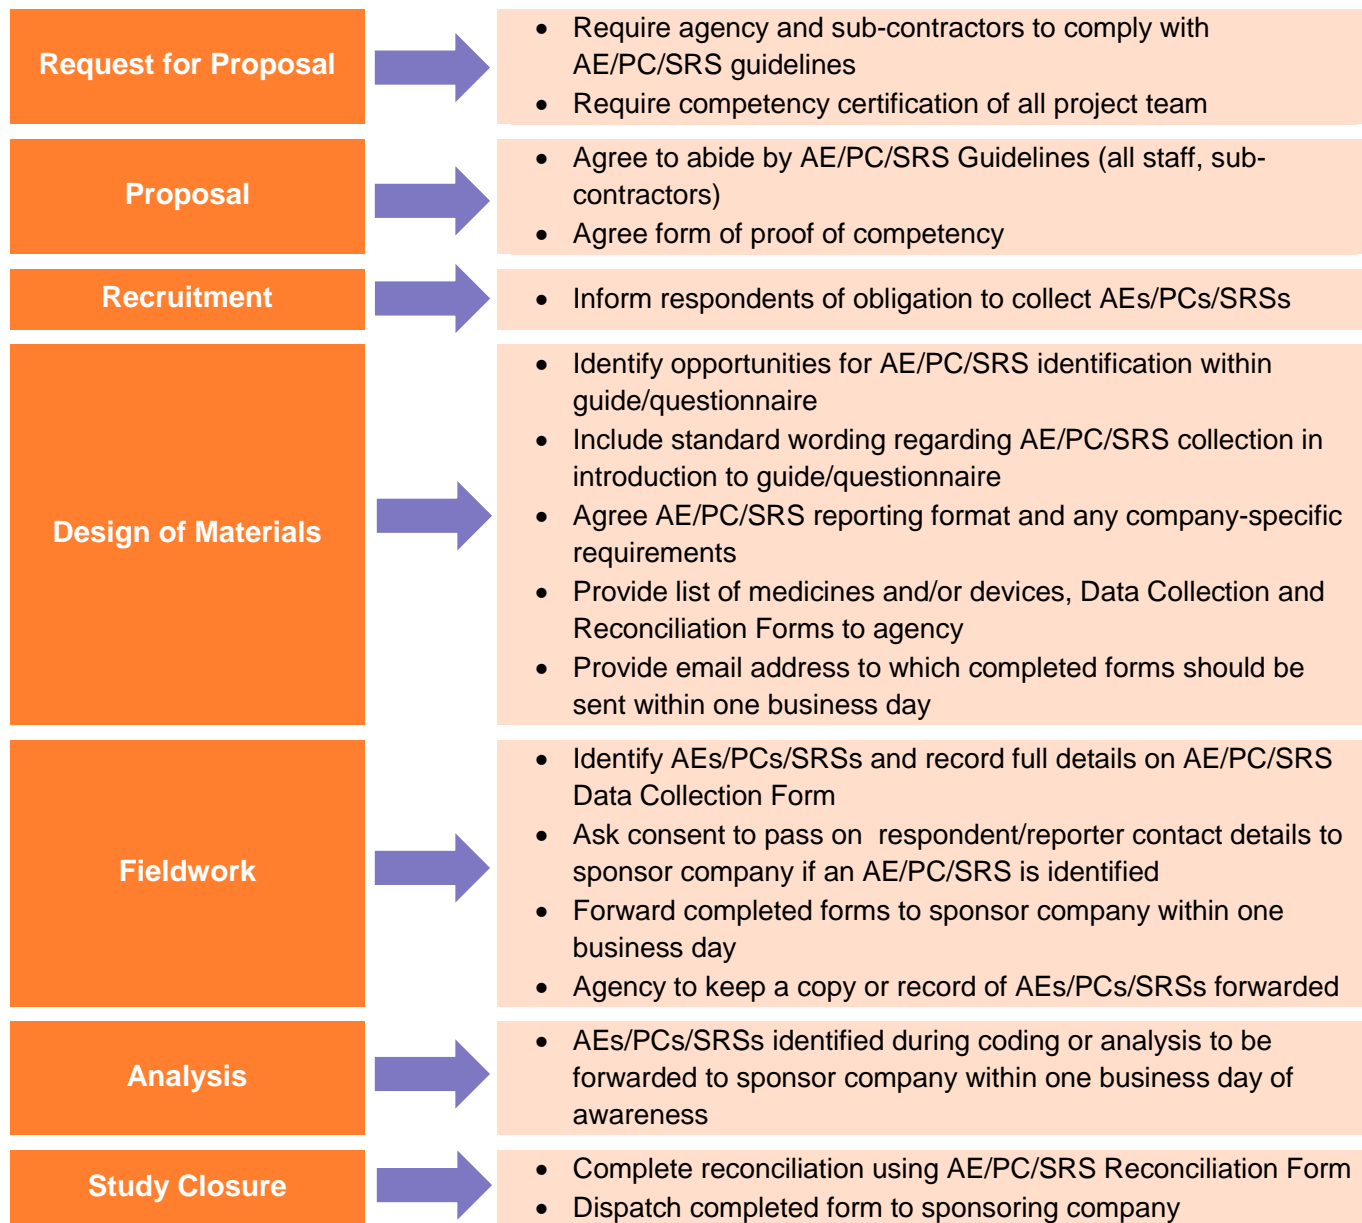 Request for Proposal
• Require agency and sub-contractors to comply with
AE/PC/SRS guidelines
• Require competency certification of all project team
Proposal
• Agree to abide by AE/PC/SRS Guidelines (all staff, sub-
contractors)
• Agree form of proof of competency
Recruitment
• Inform respondents of obligation to collect AEs/PCs/SRSs
Design of Materials
• Identify opportunities for AE/PC/SRS identification within
guide/questionnaire
• Include standard wording regarding AE/PC/SRS collection in
introduction to guide/questionnaire
• Agree AE/PC/SRS reporting format and any company-specific
requirements
• Provide list of medicines and/or devices, Data Collection and
Reconciliation Forms to agency
• Provide email address to which completed forms should be
sent within one business day
Fieldwork
• Identify AEs/PCs/SRSs and record full details on AE/PC/SRS
Data Collection Form
• Ask consent to pass on  respondent/reporter contact details to
sponsor company if an AE/PC/SRS is identified
• Forward completed forms to sponsor company within one
business day
• Agency to keep a copy or record of AEs/PCs/SRSs forwarded
Analysis
• AEs/PCs/SRSs identified during coding or analysis to be
forwarded to sponsor company within one business day of
awareness
Study Closure
• Complete reconciliation using AE/PC/SRS Reconciliation Form
• Dispatch completed form to sponsoring company